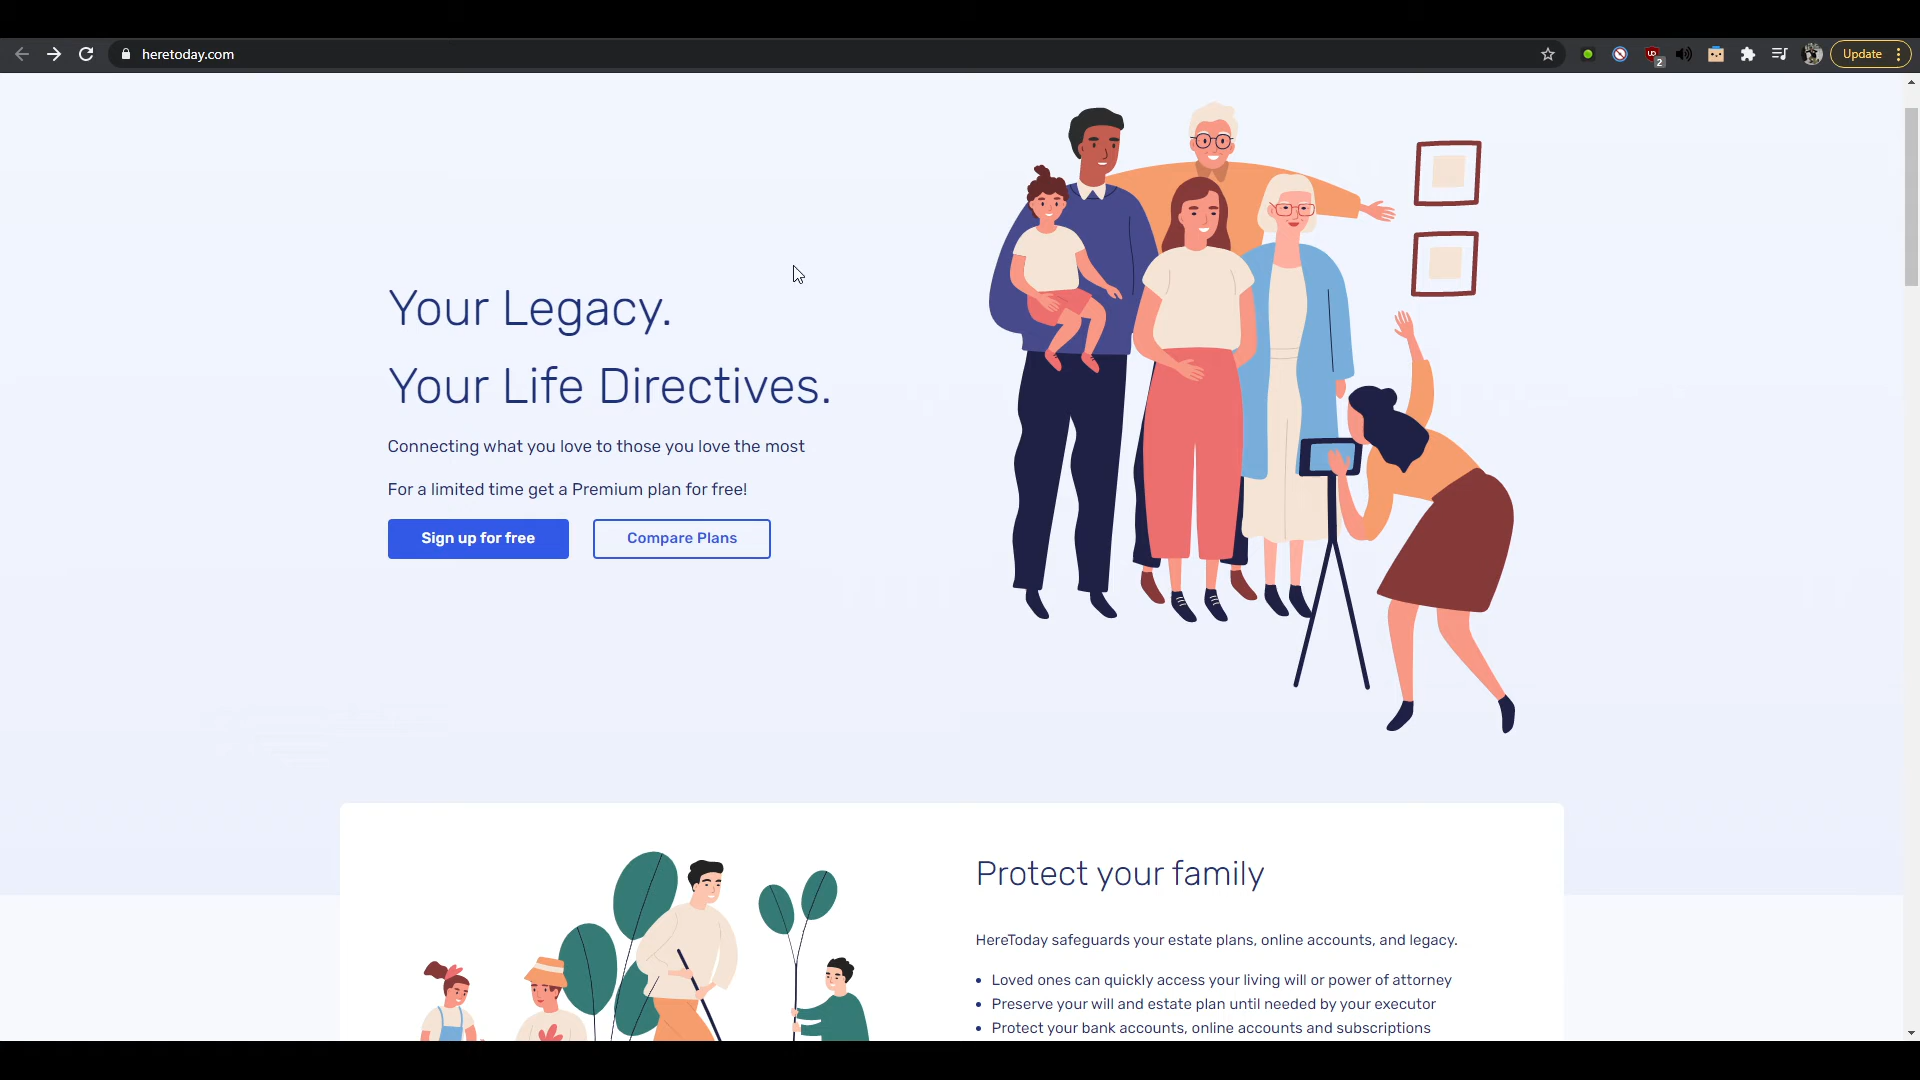 heretoday.com
2
Update
Your Legacy.
Your Life Directives.
Connecting what you love to those you love the most
For a limited time get a Premium plan for free!
Sign up for free
Compare Plans
Protect your family
HereToday safeguards your estate plans, online accounts, and legacy.
• Loved ones can quickly access your living will or power of attorney
• Preserve your will and estate plan until needed by your executor
• Protect your bank accounts, online accounts and subscriptions